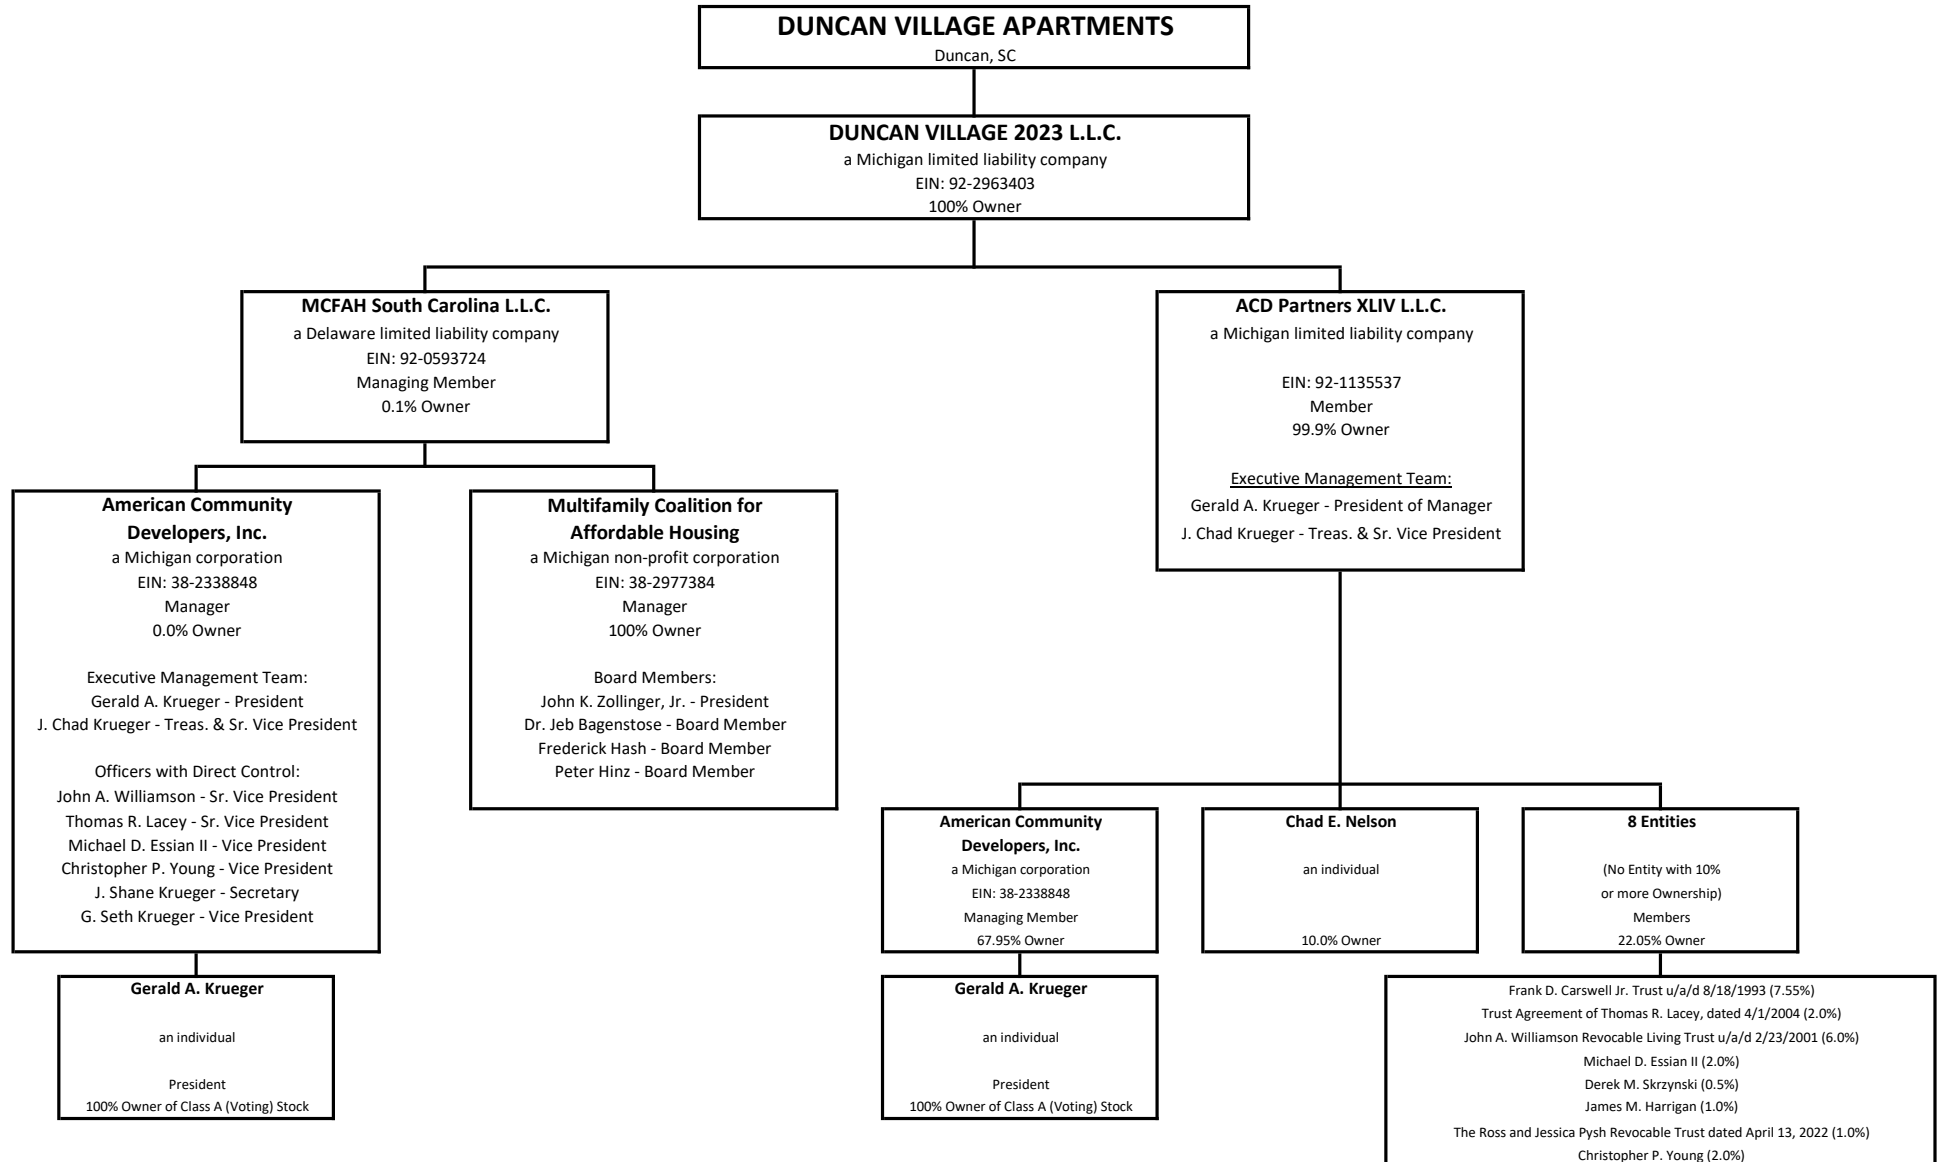 DUNCAN VILLAGE APARTMENTS
Duncan, SC
DUNCAN VILLAGE 2023 L.L.C.
a Michigan limited liability company
EIN: 92-2963403
100% Owner
MCFAH South Carolina L.L.C.
a Delaware limited liability company
EIN: 92-0593724
Managing Member
0.1% Owner
ACD Partners XLIV L.L.C.
a Michigan limited liability company
EIN: 92-1135537
Member
99.9% Owner
Executive Management Team:
Gerald A. Krueger - President of Manager
J. Chad Krueger - Treas. & Sr. Vice President
American Community
Developers, Inc.
a Michigan corporation
EIN: 38-2338848
Manager
0.0% Owner
Executive Management Team:
Gerald A. Krueger - President
J. Chad Krueger - Treas. & Sr. Vice President
Officers with Direct Control:
John A. Williamson - Sr. Vice President
Thomas R. Lacey - Sr. Vice President
Michael D. Essian II - Vice President
Christopher P. Young - Vice President
J. Shane Krueger - Secretary
G. Seth Krueger - Vice President
Multifamily Coalition for
Affordable Housing
a Michigan non-profit corporation
EIN: 38-2977384
Manager
100% Owner
Board Members:
John K. Zollinger, Jr. - President
Dr. Jeb Bagenstose - Board Member
Frederick Hash - Board Member
Peter Hinz - Board Member
American Community
Developers, Inc.
a Michigan corporation
EIN: 38-2338848
Managing Member
67.95% Owner
Chad E. Nelson
an individual
10.0% Owner
8 Entities
(No Entity with 10%
or more Ownership)
Members
22.05% Owner
Gerald A. Krueger
an individual
President
100% Owner of Class A (Voting) Stock
Gerald A. Krueger
an individual
President
100% Owner of Class A (Voting) Stock
Frank D. Carswell Jr. Trust u/a/d 8/18/1993 (7.55%)
Trust Agreement of Thomas R. Lacey, dated 4/1/2004 (2.0%)
John A. Williamson Revocable Living Trust u/a/d 2/23/2001 (6.0%)
Michael D. Essian II (2.0%)
Derek M. Skrzynski (0.5%)
James M. Harrigan (1.0%)
The Ross and Jessica Pysh Revocable Trust dated April 13, 2022 (1.0%)
Christopher P. Young (2.0%)